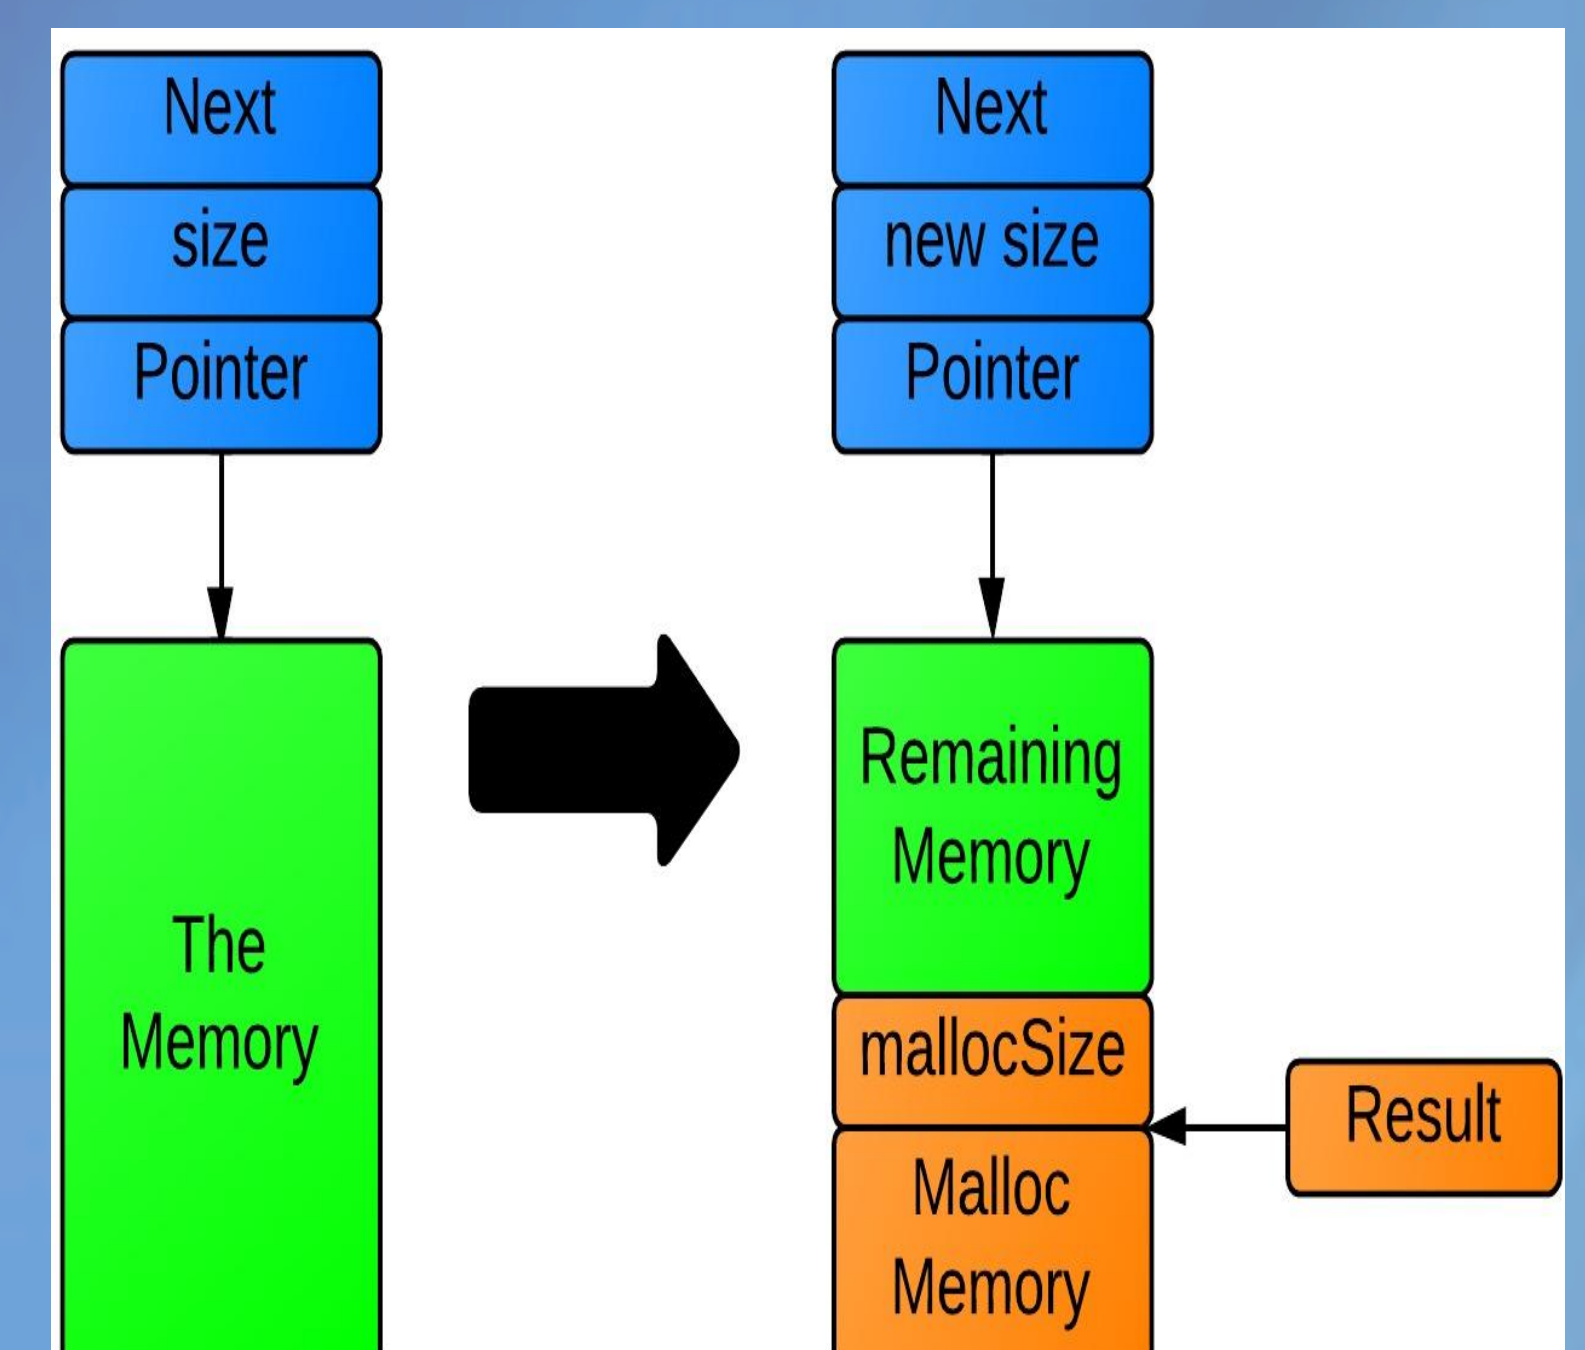 Next
size
Pointer
The
Memory
Next
new size
Pointer
Remaining
Memory
mallocSize
Malloc
Memory
Result